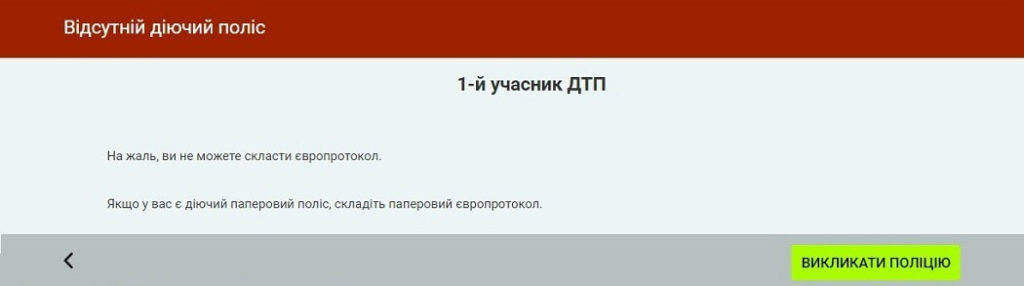 Відсутній діючий поліс
1-й учасник ДТП
На жаль, ви не можете скласти європротокол.
Якщо у вас є діючий паперовий поліс, складіть паперовий європротокол.
ВИКЛИКАТИ ПОЛІЦІЮ